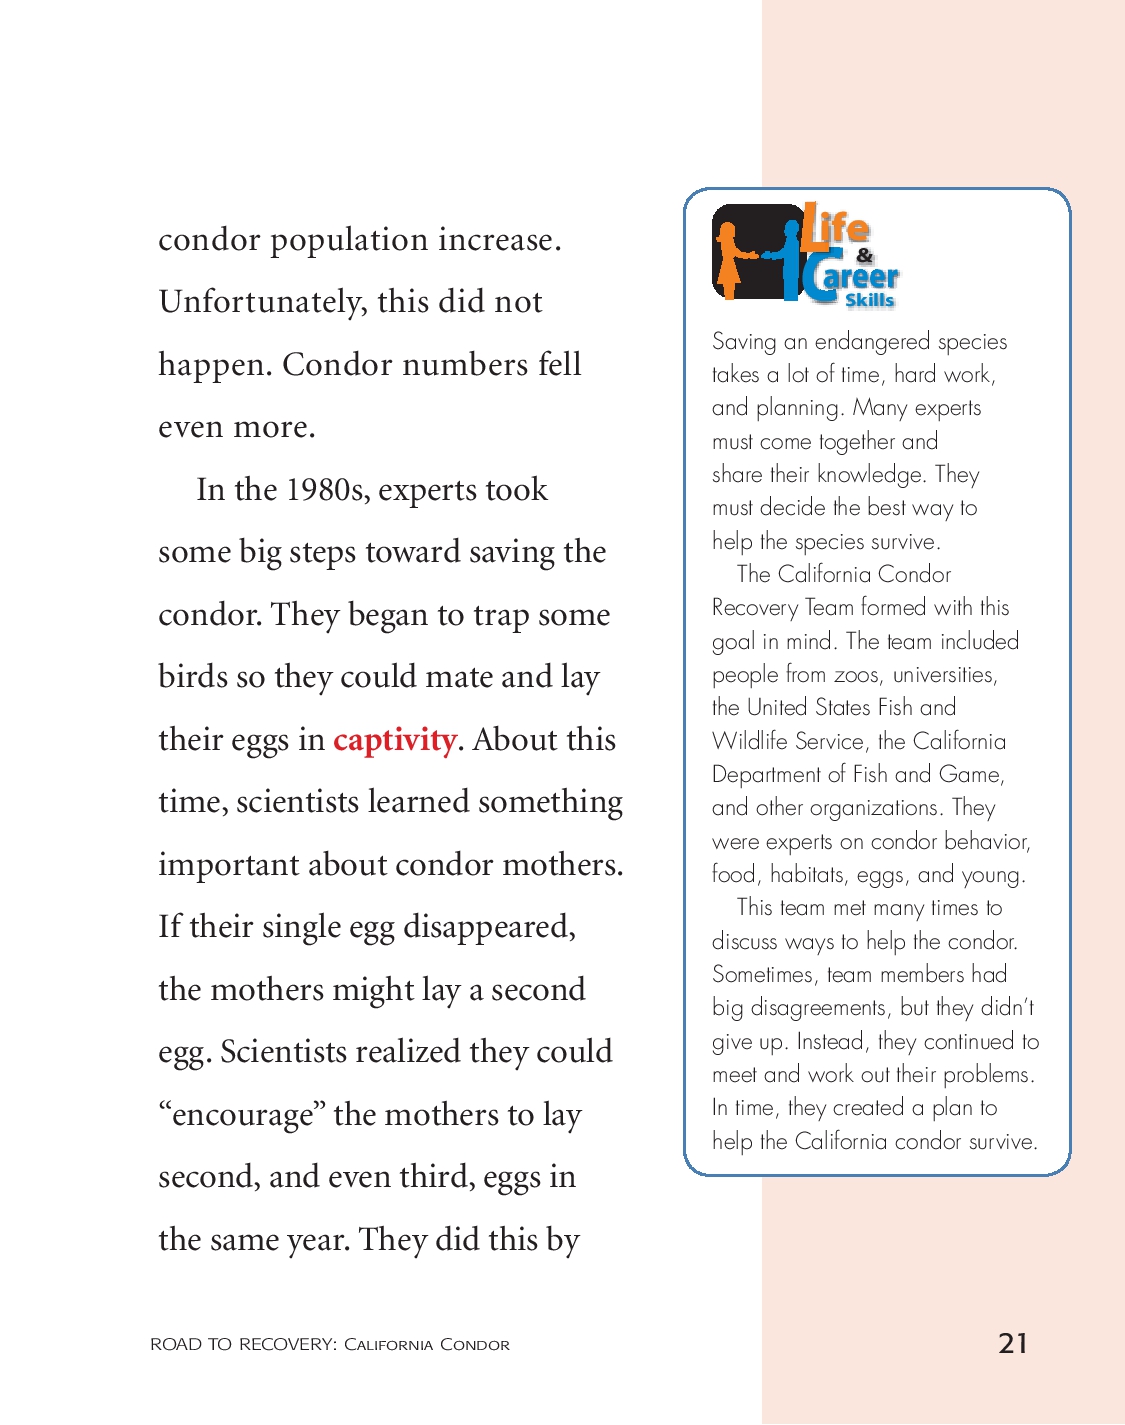 condor population increase.
Unfortunately, this did not
happen. Condor numbers fell
even more.
In the 1980s, experts took
some big steps toward saving the
condor. They began to trap some
birds so they could mate and lay
their eggs in captivity. About this
time, scientists learned something
important about condor mothers.
If their single egg disappeared,
the mothers might lay a second
egg. Scientists realized they could
“encourage” the mothers to lay
second, and even third, eggs in
the same year. They did this by
Life
&
Career
Skills
Saving an endangered species
takes a lot of time, hard work,
and planning. Many experts
must come together and
share their knowledge. They
must decide the best way to
help the species survive.
The California Condor
Recovery Team formed with this
goal in mind. The team included
people from zoos, universities,
the United States Fish and
Wildlife Service, the California
Department of Fish and Game,
and other organizations. They
were experts on condor behavior,
food, habitats, eggs, and young.
This team met many times to
discuss ways to help the condor.
Sometimes, team members had
big disagreements, but they didn’t
give up. Instead, they continued to
meet and work out their problems.
In time, they created a plan to
help the California condor survive.
ROAD TO RECOVERY: California Condor
21